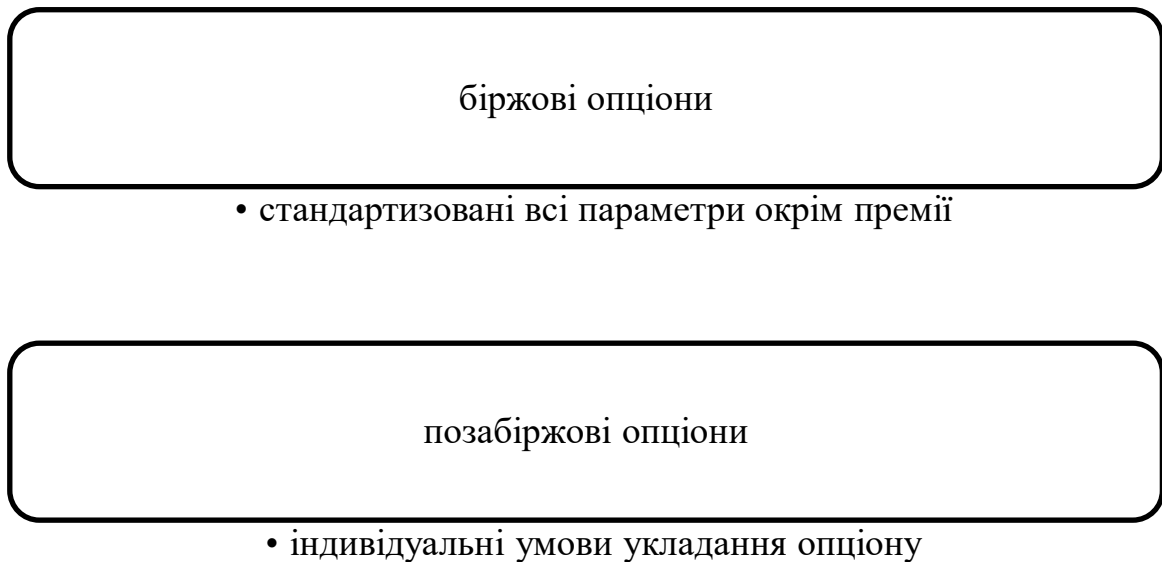 біржові опціони
• стандартизовані всі параметри окрім премії
позабіржові опціони
• індивідуальні умови укладання опціону